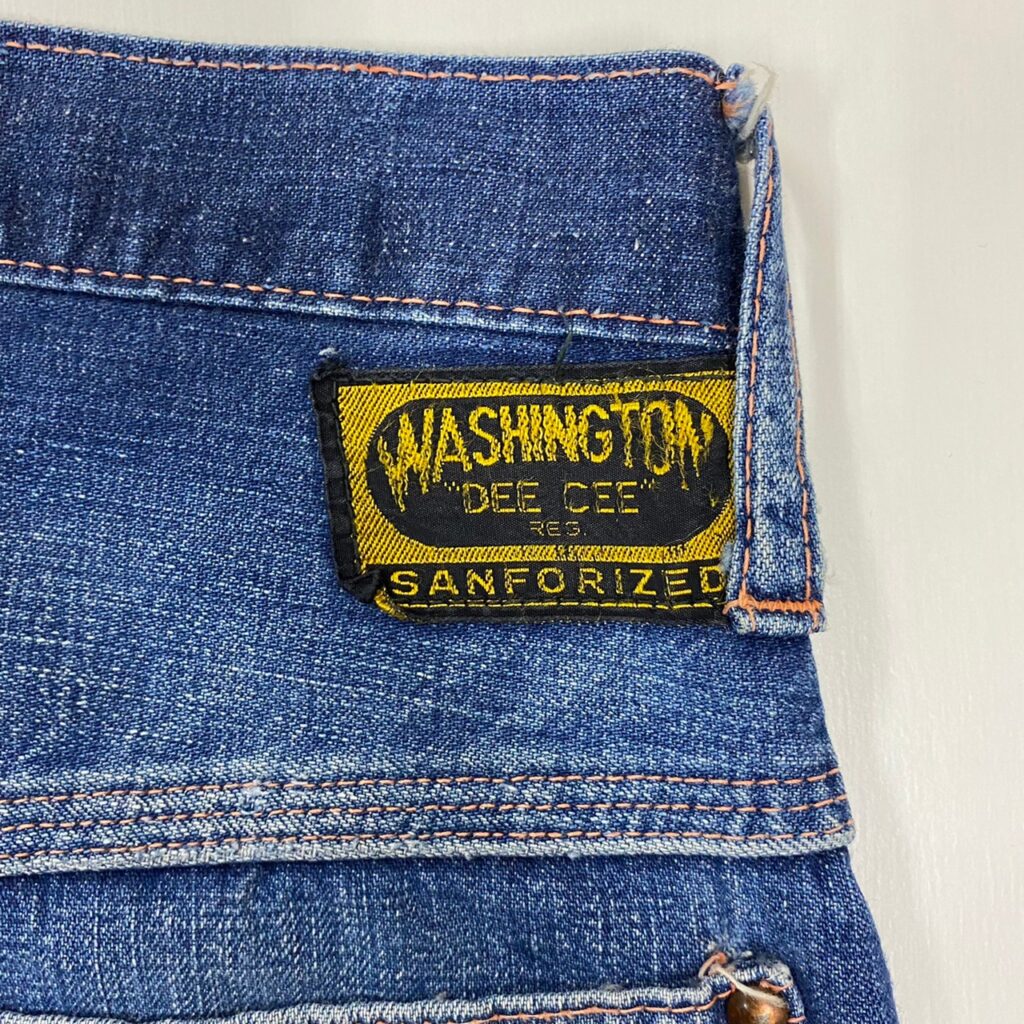 WASHINGTON
"DEE CEE"
REG.
SANFORIZED